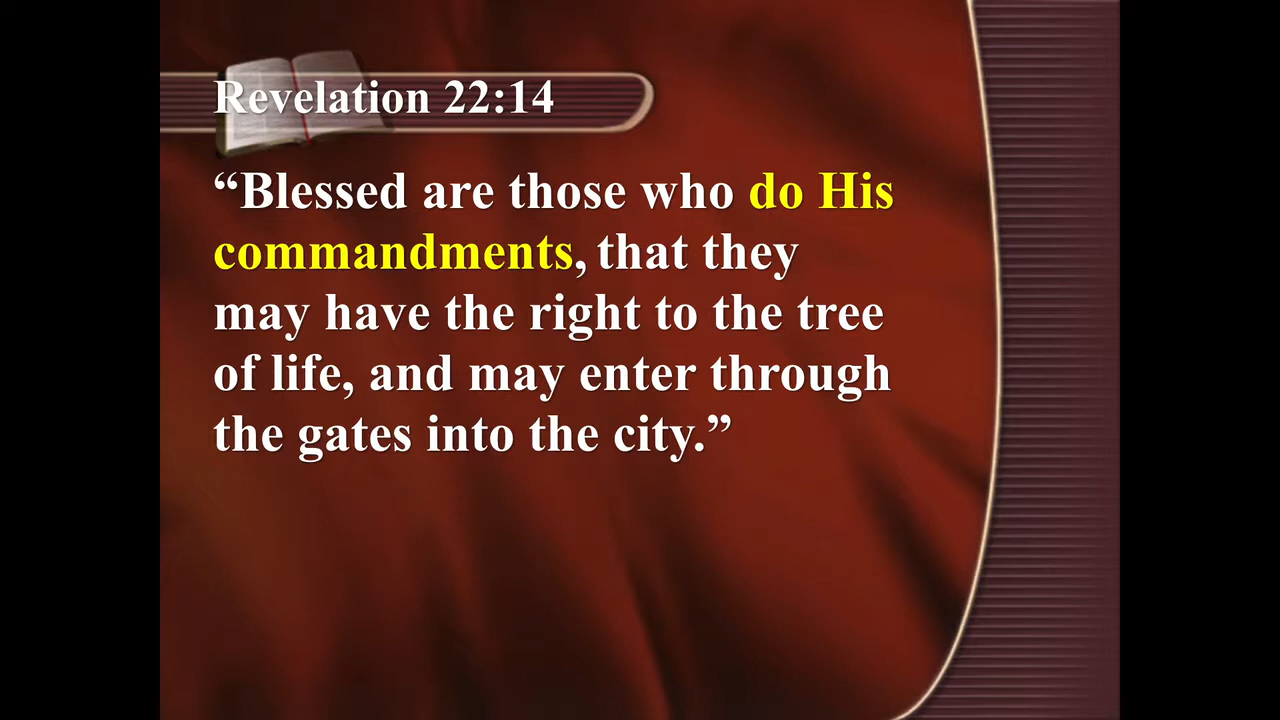 Revelation 22:14
“Blessed are those who do His
commandments, that they
may have the right to the tree
of life, and may enter through
the gates into the city.”